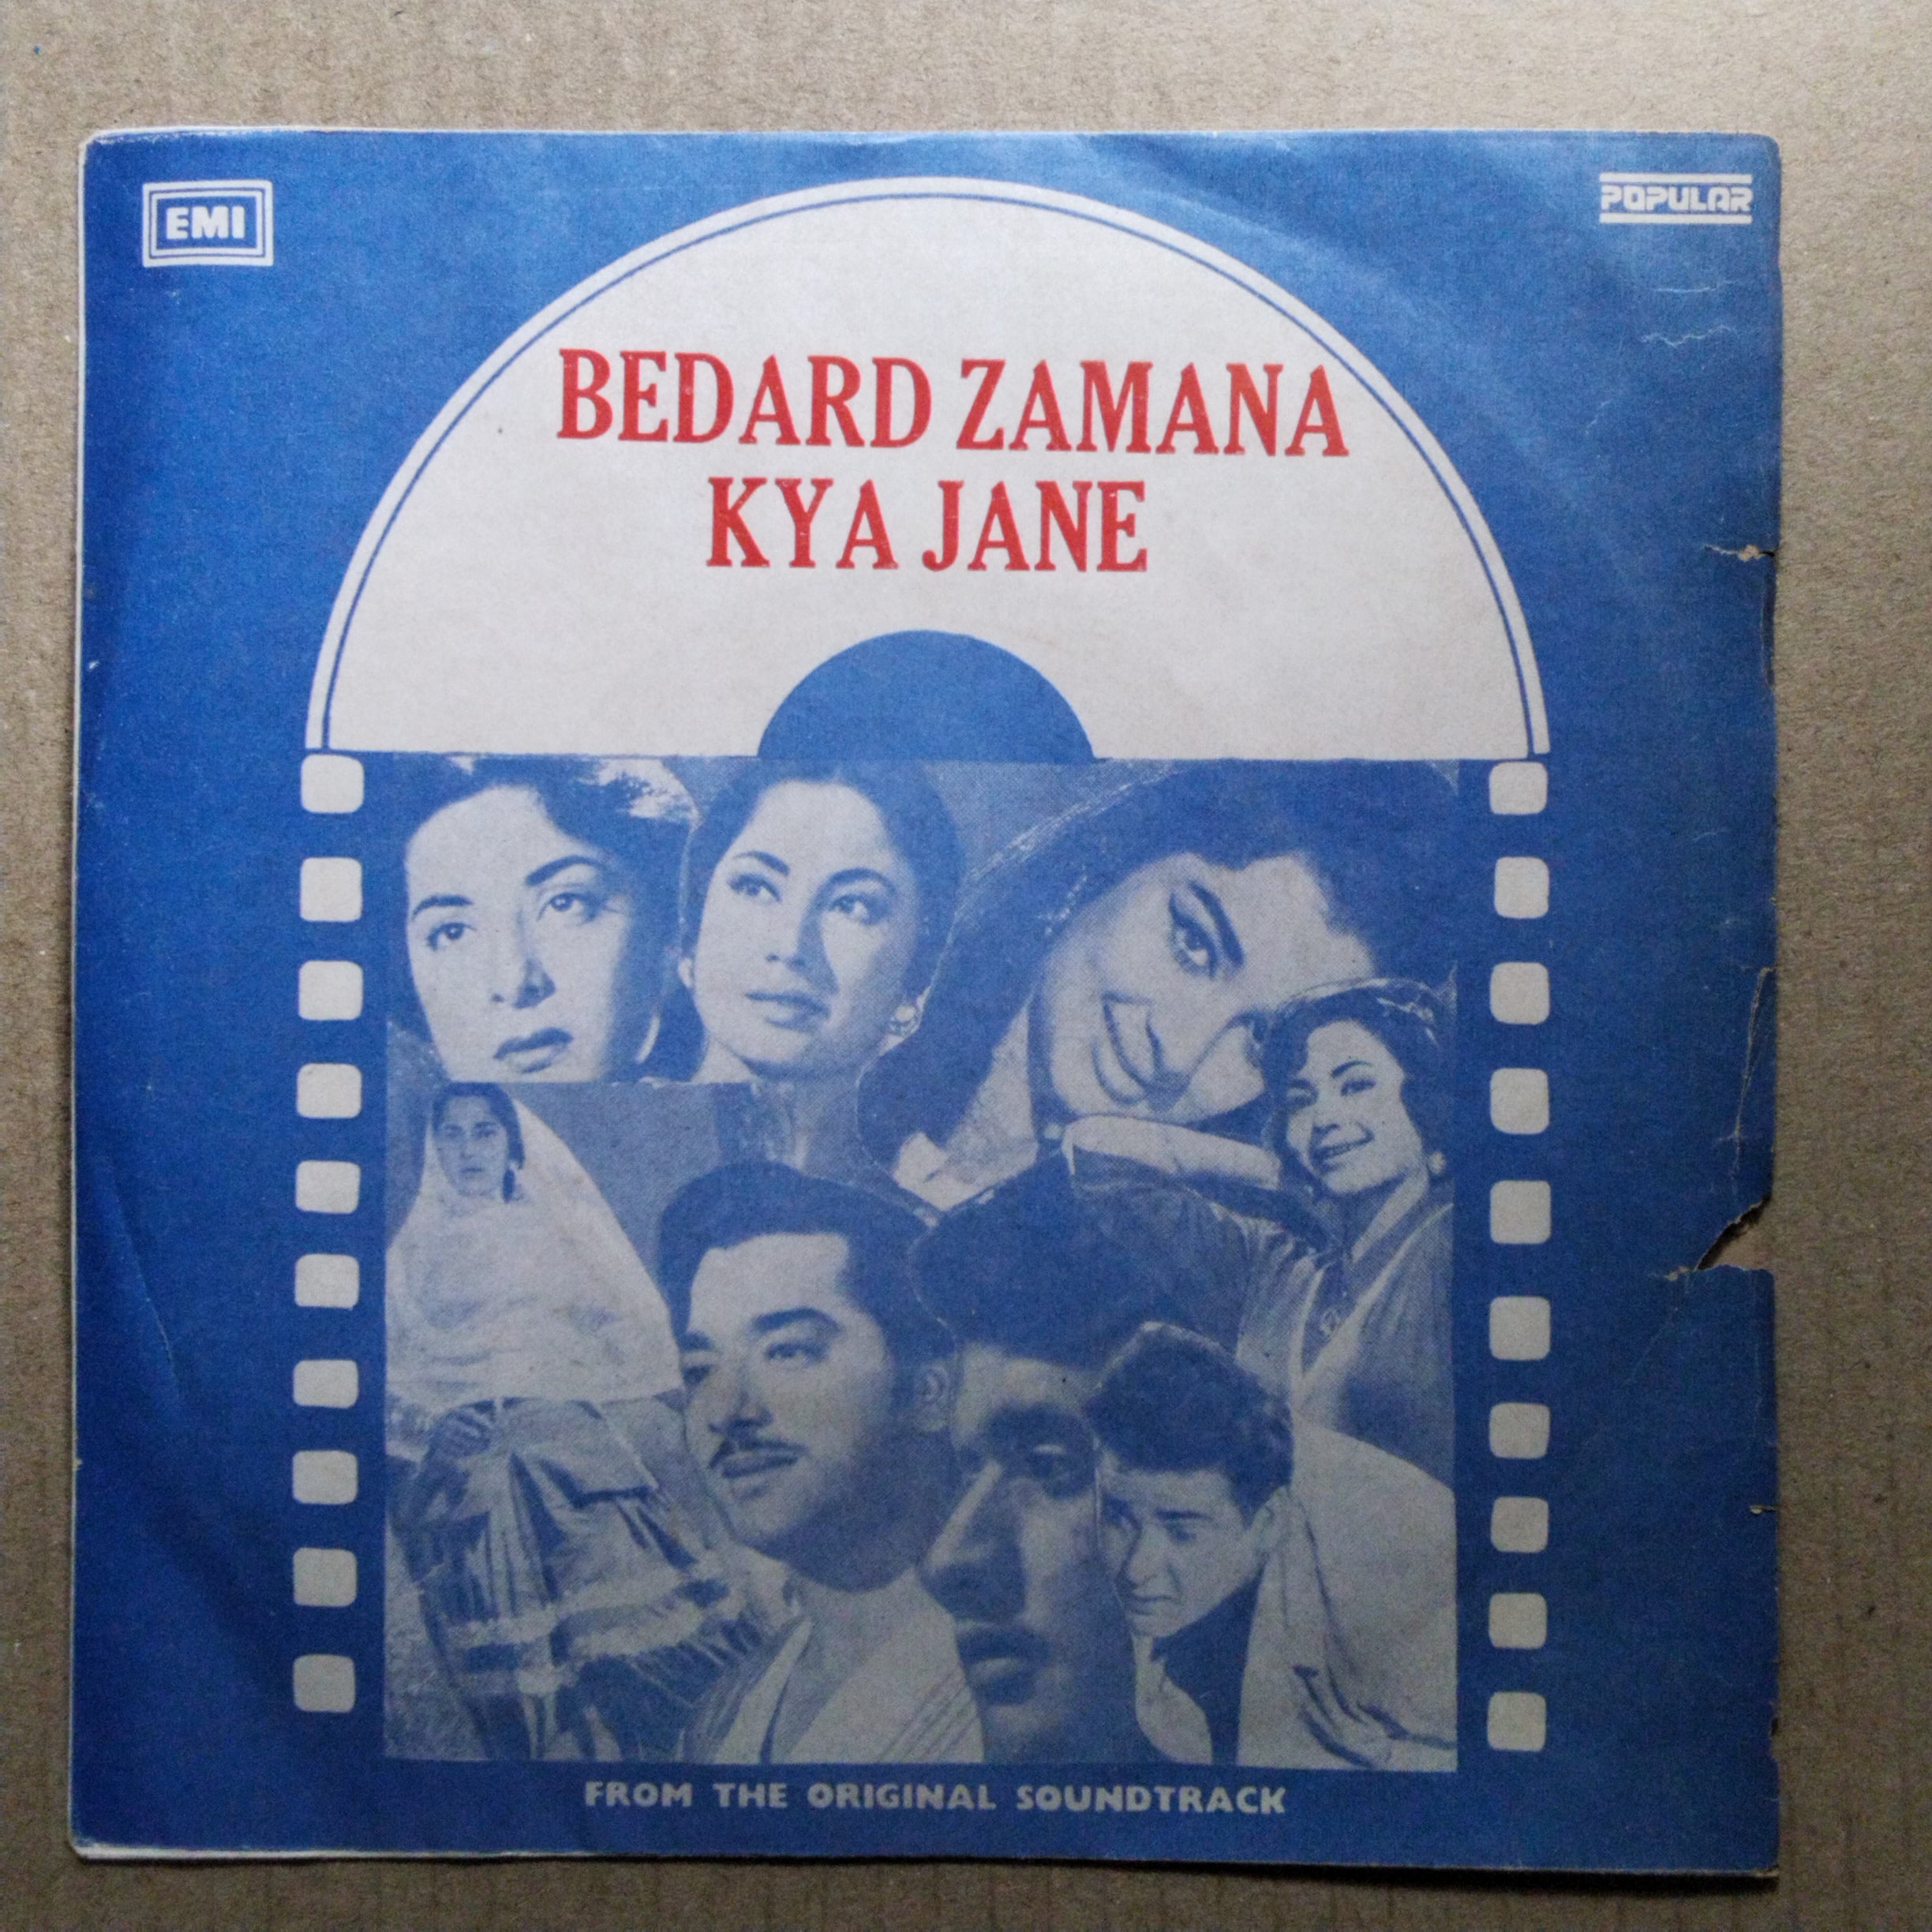 EMI
POPULAR
BEDARD ZAMANA
KYA JANE
FROM THE ORIGINAL SOUNDTRACK